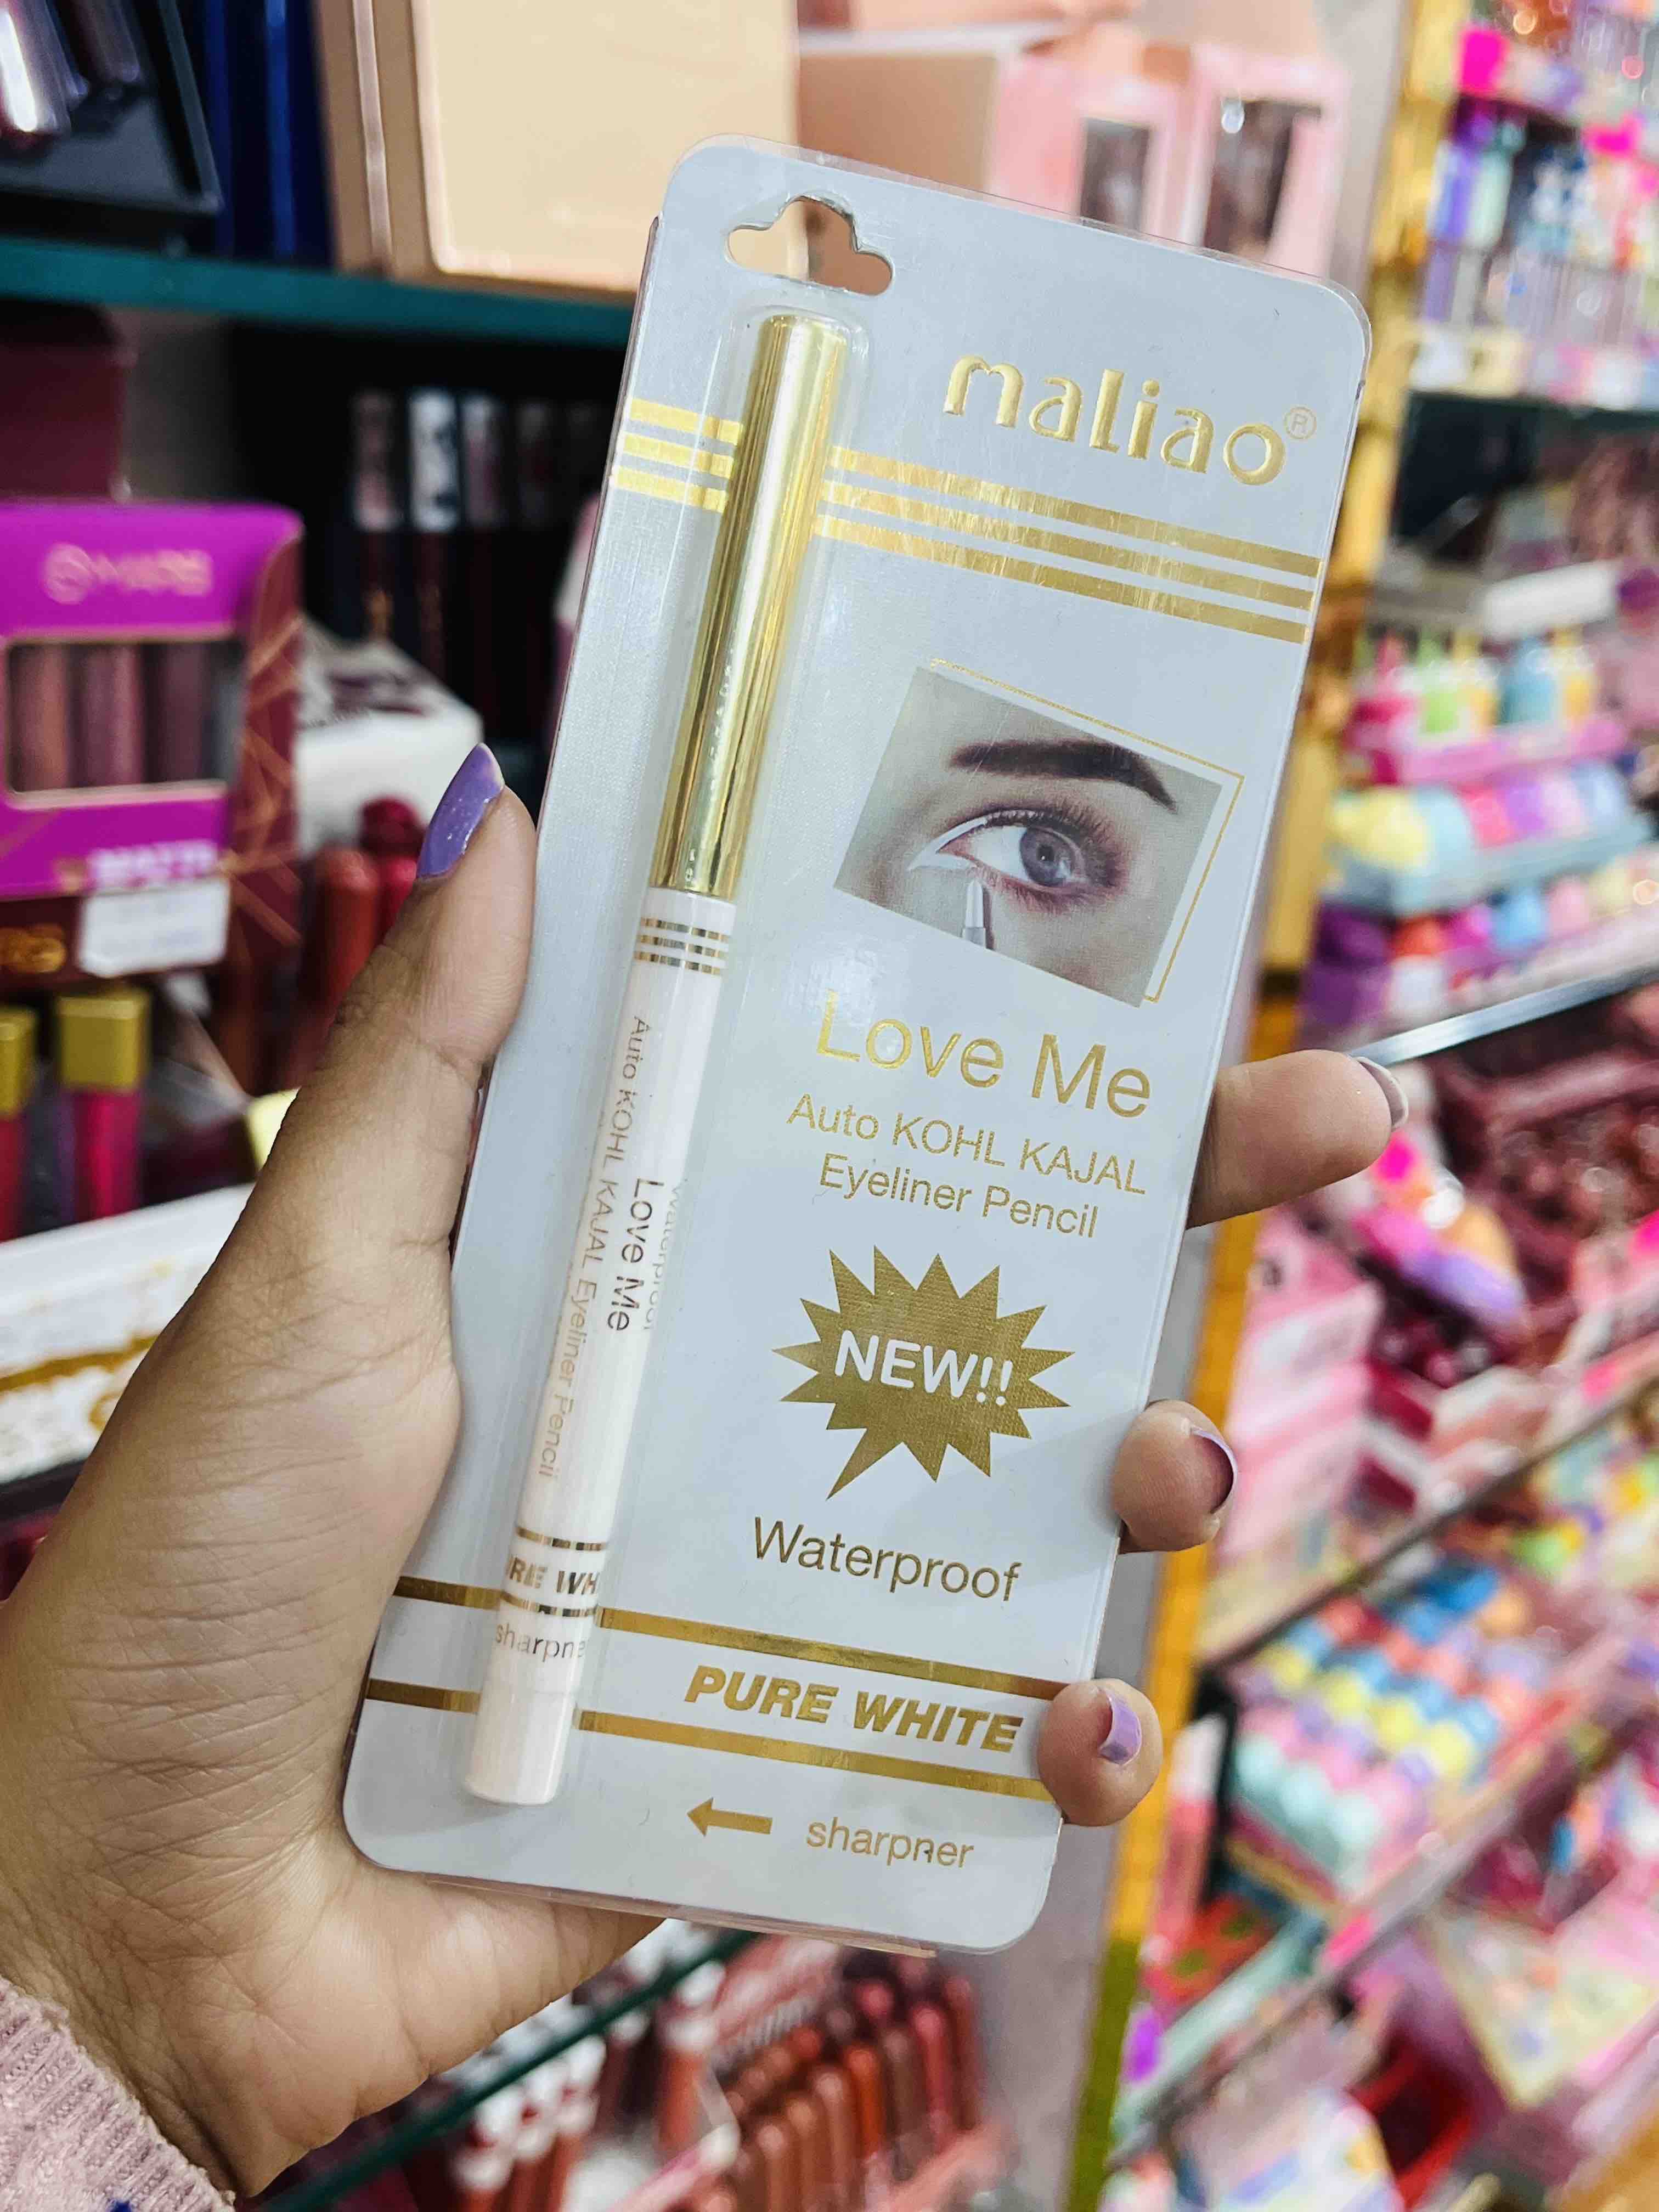 maliao®
Love Me
Auto KOHL KAJAL
Eyeliner Pencil
NEW!!
Waterproof
PURE WHITE
sharpner
Waterproof
Love Me
Auto KOHL KAJAL Eyeliner Pencil